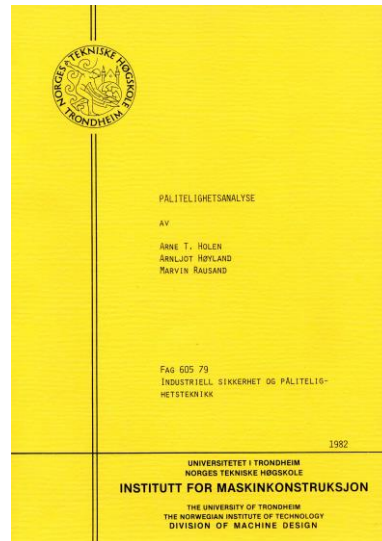 NORGES TEKNISKE HØGSKOLE
TRONDHEIM
PÅLITELIGHETSANALYSE
AV
ARNE T. HOLEN
ARNLJOT HØYLAND
MARVIN RAUSAND
FAG 605 79
INDUSTRIELL SIKKERHET OG PÅLITELIG-
HETSTEKNIKK
1982
UNIVERSITETET I TRONDHEIM
NORGES TEKNISKE HØGSKOLE
INSTITUTT FOR MASKINKONSTRUKSJON
THE UNIVERSITY OF TRONDHEIM
THE NORWEGIAN INSTITUTE OF TECHNOLOGY
DIVISION OF MACHINE DESIGN